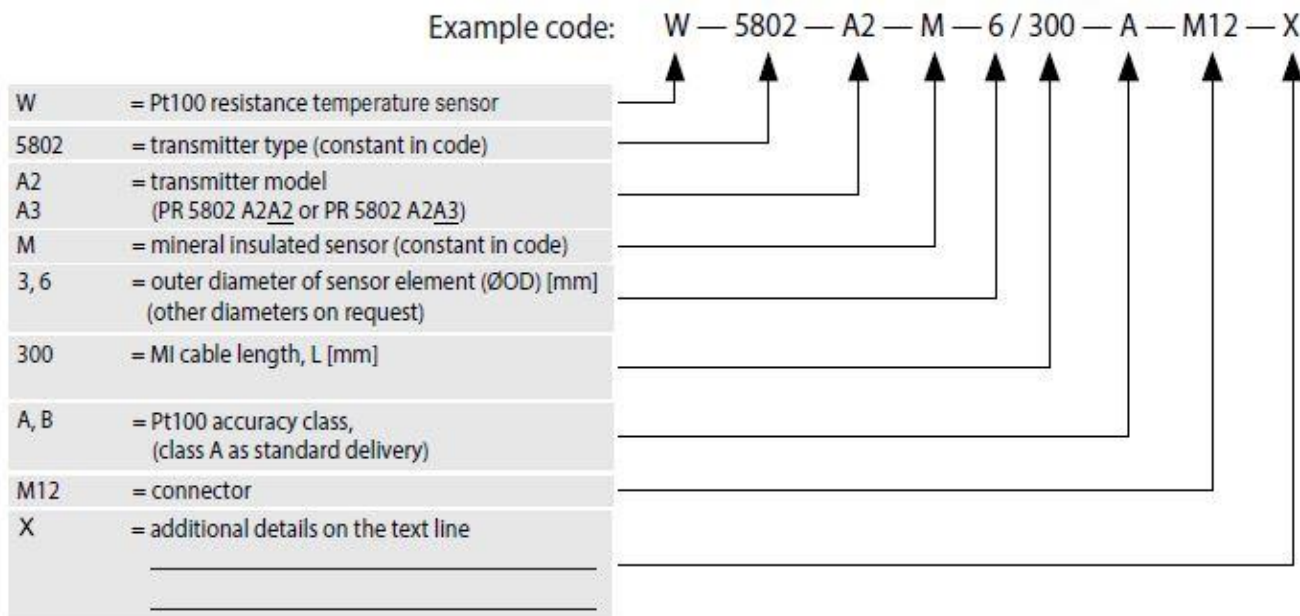 Example code: W — 5802 — A2 — M — 6 / 300 — A — M12 — X
W = Pt100 resistance temperature sensor
5802 = transmitter type (constant in code)
A2 = transmitter model
A3 (PR 5802 A2A2 or PR 5802 A2A3)
M = mineral insulated sensor (constant in code)
3, 6 = outer diameter of sensor element (ØOD) [mm]
(other diameters on request)
300 = MI cable length, L [mm]
A, B = Pt100 accuracy class,
(class A as standard delivery)
M12 = connector
X = additional details on the text line